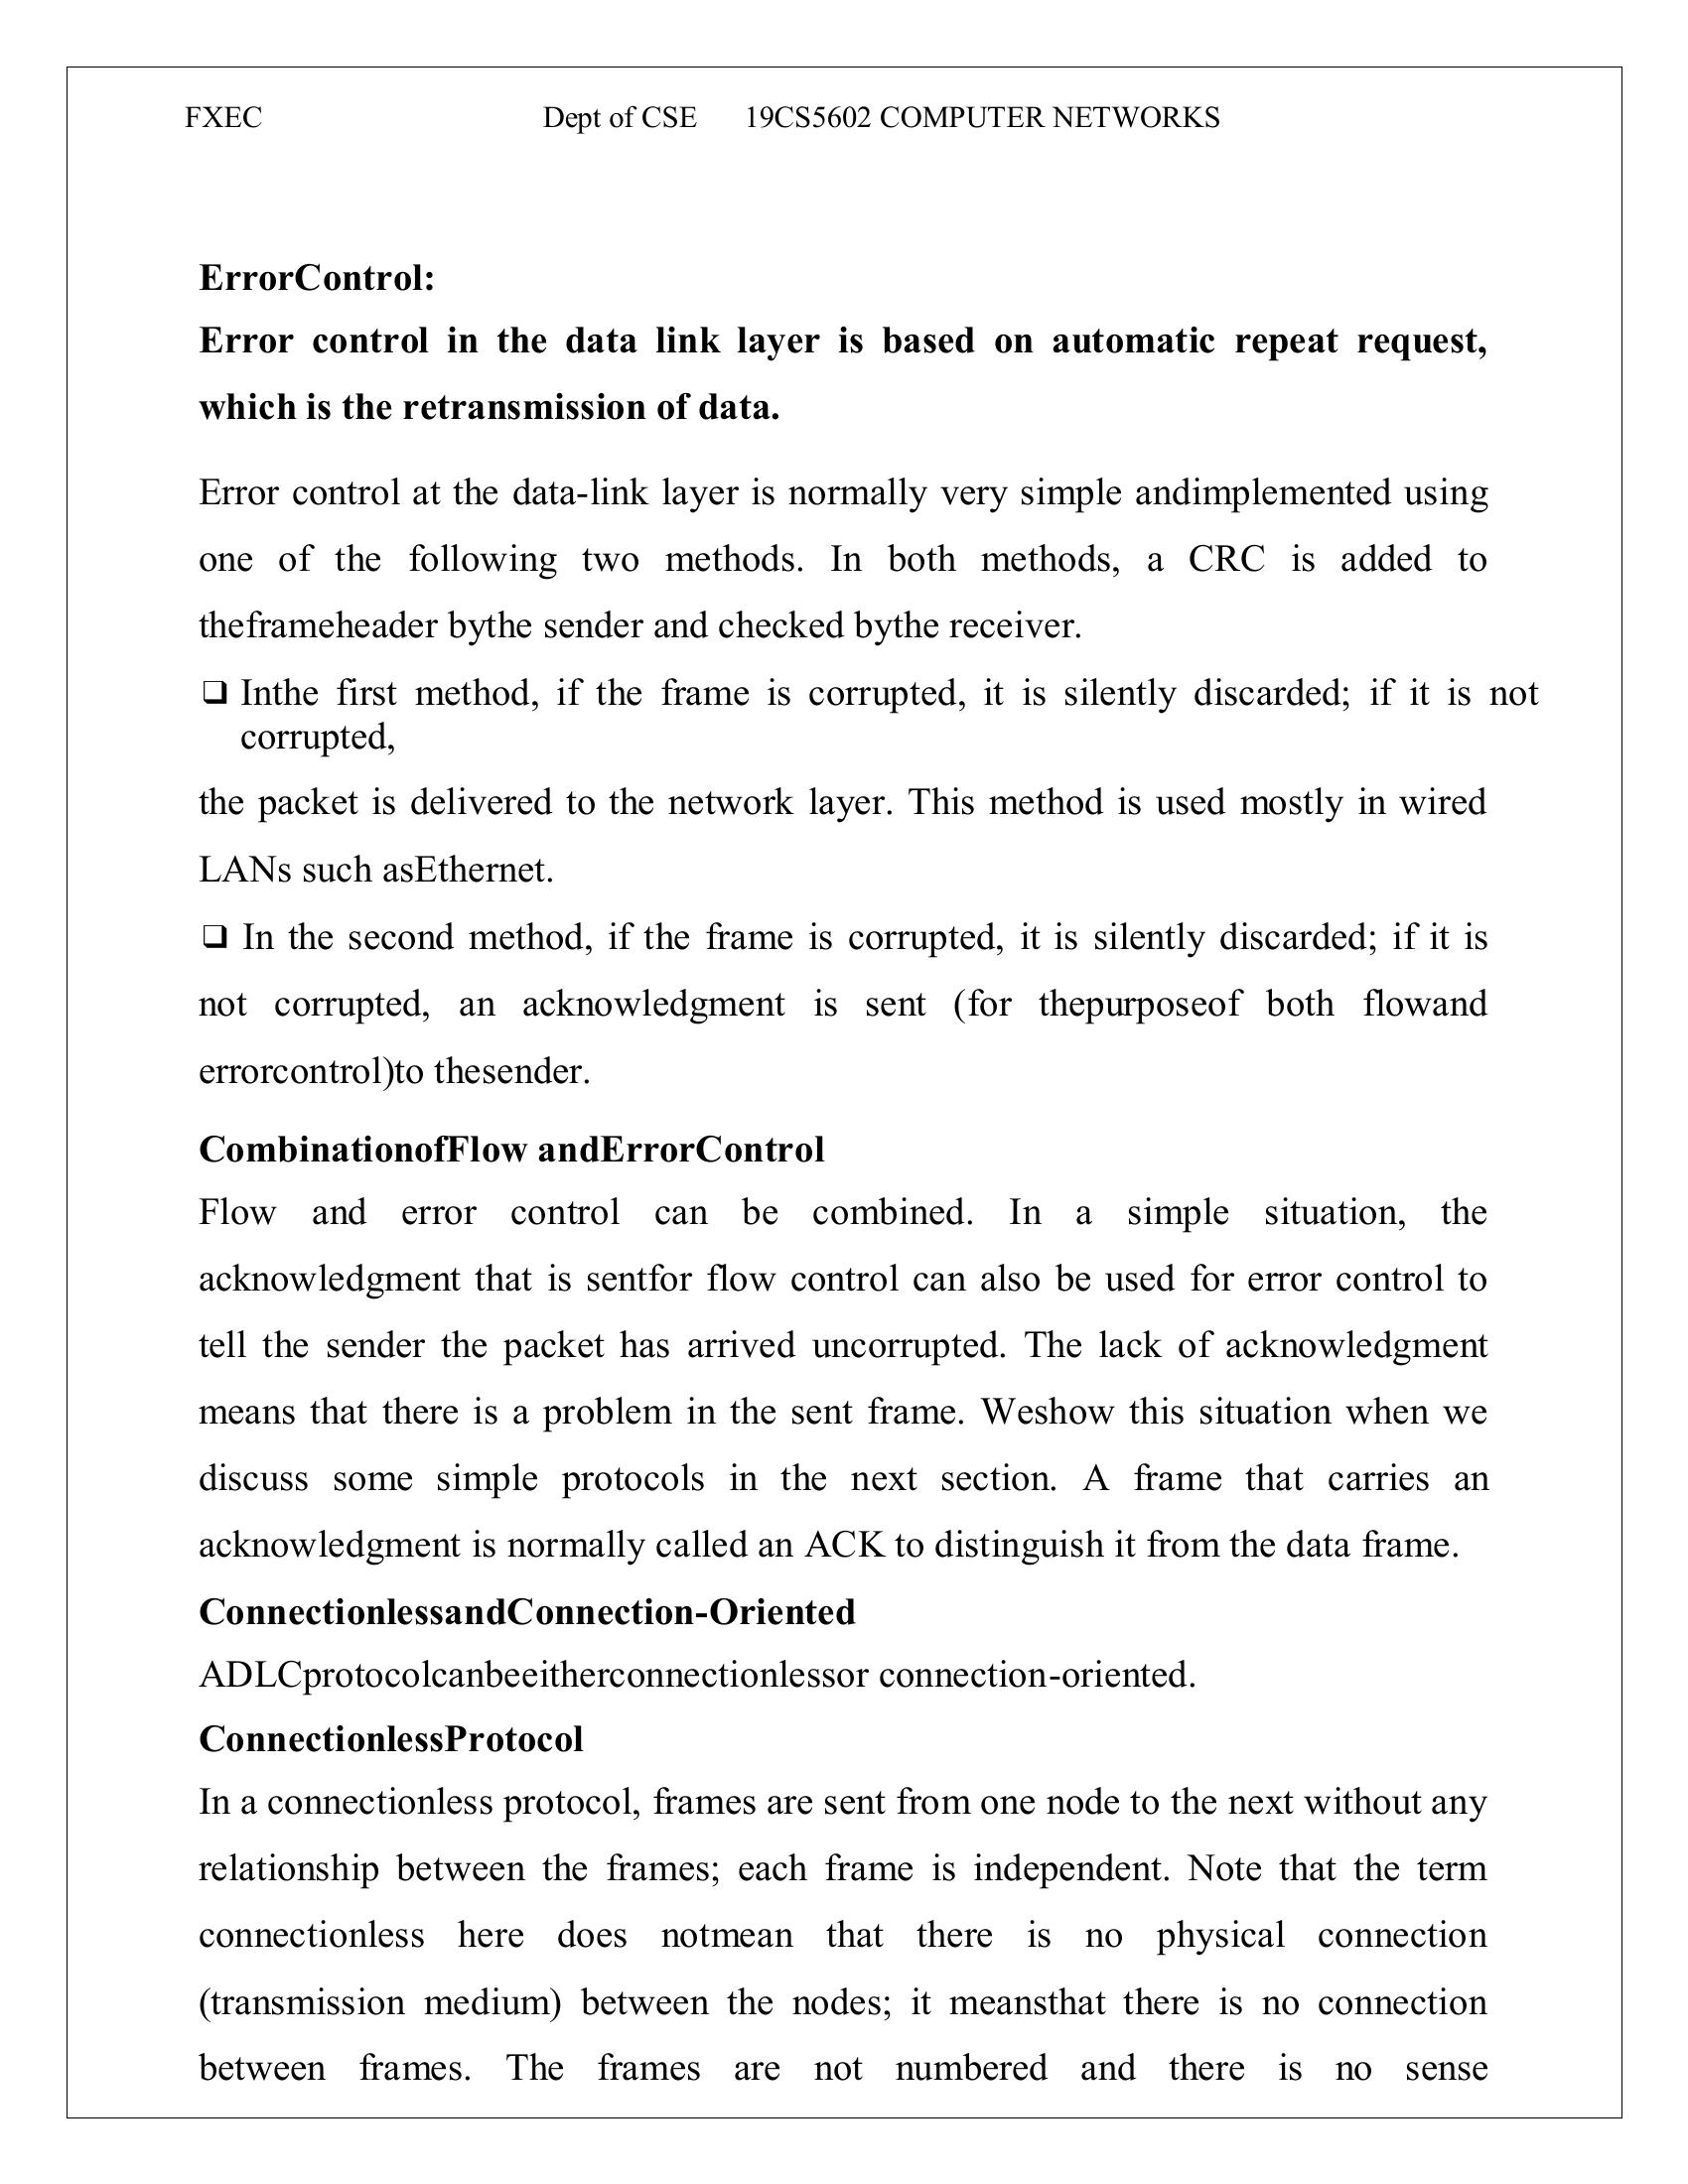 FXEC Dept of CSE 19CS5602 COMPUTER NETWORKS
ErrorControl:
Error control in the data link layer is based on automatic repeat request,
which is the retransmission of data.
Error control at the data-link layer is normally very simple andimplemented using
one of the following two methods. In both methods, a CRC is added to
theframeheader bythe sender and checked bythe receiver.
❑ Inthe first method, if the frame is corrupted, it is silently discarded; if it is not
corrupted,
the packet is delivered to the network layer. This method is used mostly in wired
LANs such asEthernet.
❑ In the second method, if the frame is corrupted, it is silently discarded; if it is
not corrupted, an acknowledgment is sent (for thepurposeof both flowand
errorcontrol)to thesender.
CombinationofFlow andErrorControl
Flow and error control can be combined. In a simple situation, the
acknowledgment that is sentfor flow control can also be used for error control to
tell the sender the packet has arrived uncorrupted. The lack of acknowledgment
means that there is a problem in the sent frame. Weshow this situation when we
discuss some simple protocols in the next section. A frame that carries an
acknowledgment is normally called an ACK to distinguish it from the data frame.
ConnectionlessandConnection-Oriented
ADLCprotocolcanbeeitherconnectionlessor connection-oriented.
ConnectionlessProtocol
In a connectionless protocol, frames are sent from one node to the next without any
relationship between the frames; each frame is independent. Note that the term
connectionless here does notmean that there is no physical connection
(transmission medium) between the nodes; it meansthat there is no connection
between frames. The frames are not numbered and there is no sense